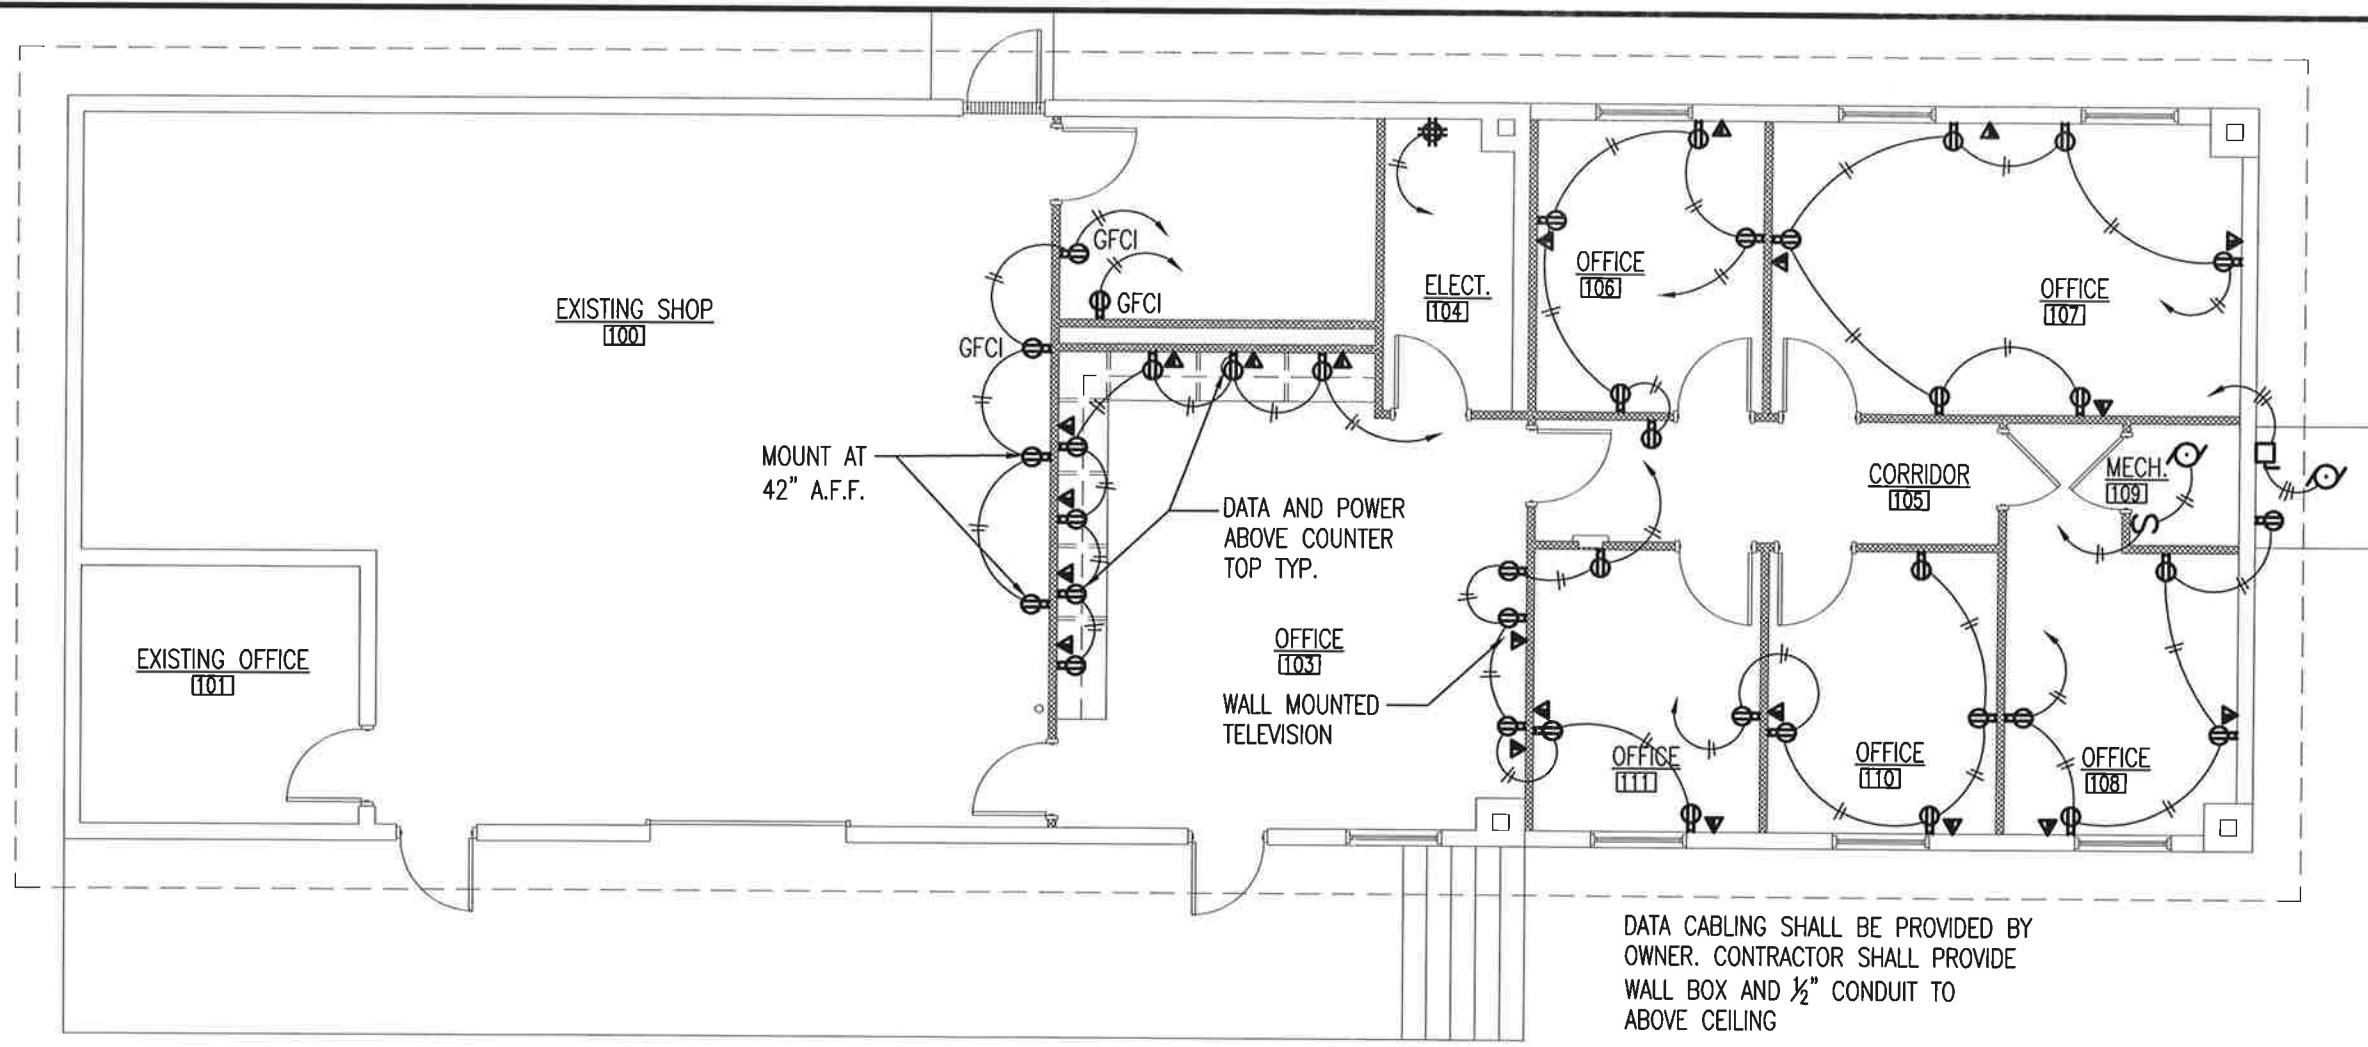 GFCI
GFCI
GFCI
EXISTING SHOP
100
ELECT.
104
OFFICE
106
OFFICE
107
MOUNT AT
42" A.F.F.
DATA AND POWER
ABOVE COUNTER
TOP TYP.
CORRIDOR
105
MECH.
109
S
EXISTING OFFICE
101
OFFICE
103
WALL MOUNTED
TELEVISION
OFFICE
111
OFFICE
110
OFFICE
108
DATA CABLING SHALL BE PROVIDED BY
OWNER. CONTRACTOR SHALL PROVIDE
WALL BOX AND ½" CONDUIT TO
ABOVE CEILING